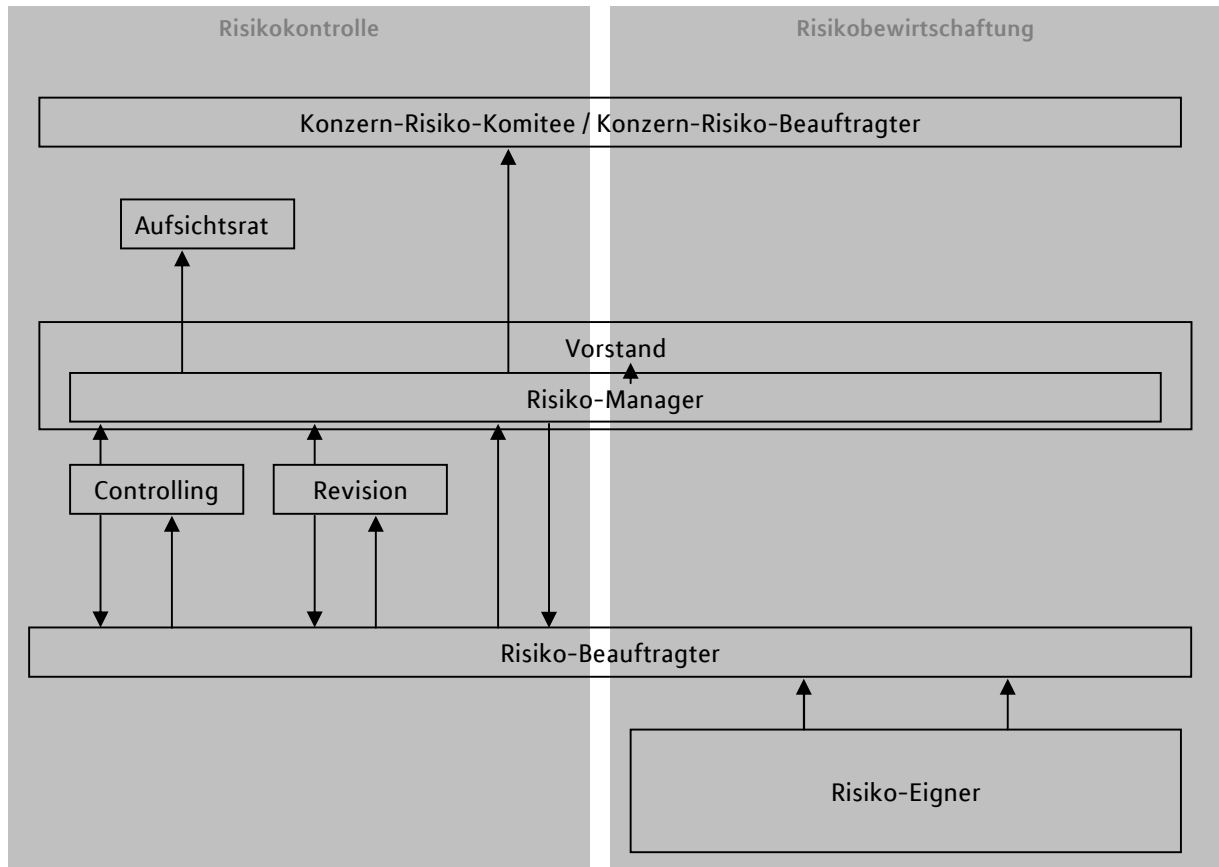 Risikokontrolle
Risikobewirtschaftung
Konzern-Risiko-Komitee / Konzern-Risiko-Beauftragter
Aufsichtsrat
Vorstand
Risiko-Manager
Controlling
Revision
Risiko-Beauftragter
Risiko-Eigner